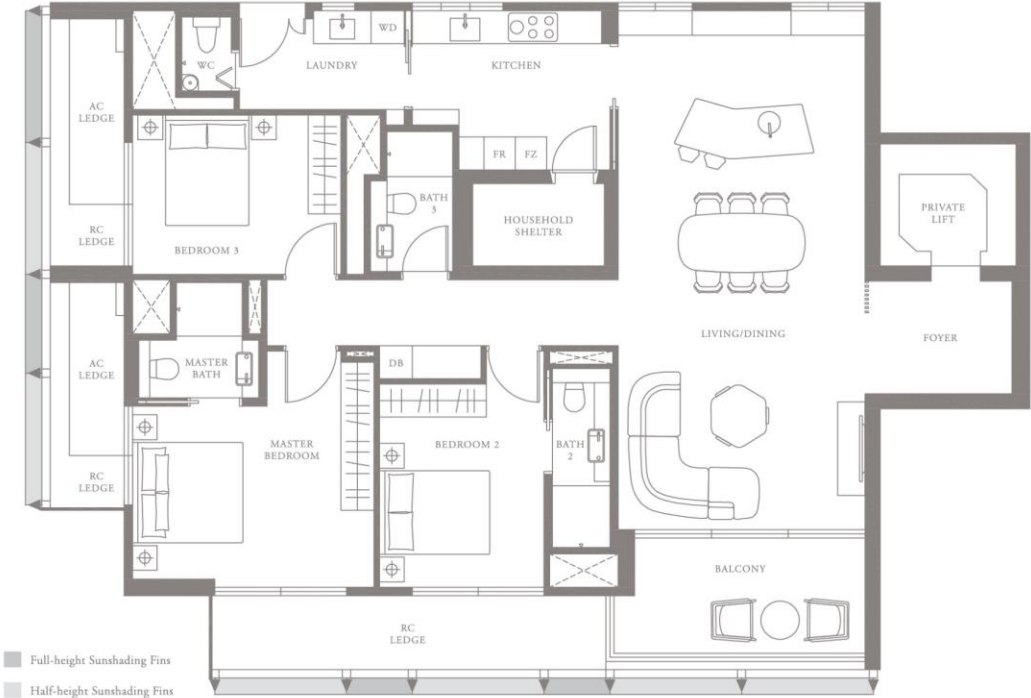 WD
WC
LAUNDRY
KITCHEN
AC
LEDGE
FR
FZ
BATH
3
HOUSEHOLD
SHELTER
PRIVATE
LIFT
RC
LEDGE
BEDROOM 3
LIVING/DINING
FOYER
AC
LEDGE
MASTER
BATH
DB
MASTER
BEDROOM
BEDROOM 2
BATH
2
RC
LEDGE
BALCONY
RC
LEDGE
Full-height Sunshading Fins
Half-height Sunshading Fins